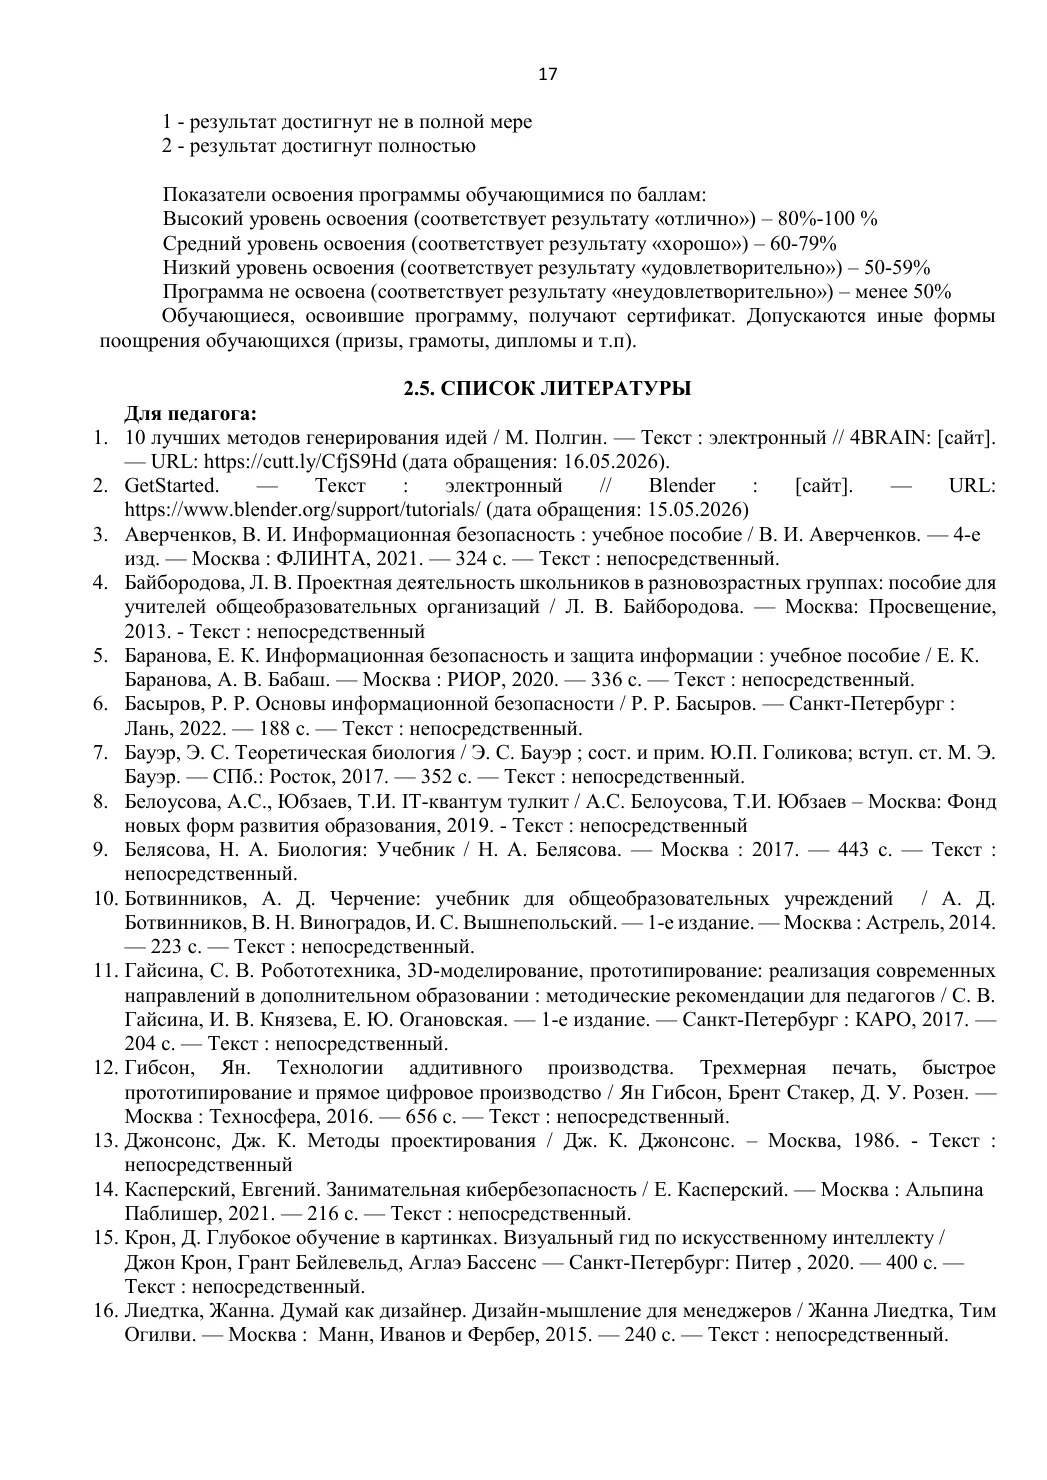 17
1 - результат достигнут не в полной мере
2 - результат достигнут полностью
Показатели освоения программы обучающимися по баллам:
Высокий уровень освоения (соответствует результату «отлично») – 80%-100 %
Средний уровень освоения (соответствует результату «хорошо») – 60-79%
Низкий уровень освоения (соответствует результату «удовлетворительно») – 50-59%
Программа не освоена (соответствует результату «неудовлетворительно») – менее 50%
Обучающиеся, освоившие программу, получают сертификат. Допускаются иные формы
поощрения обучающихся (призы, грамоты, дипломы и т.п).
2.5. СПИСОК ЛИТЕРАТУРЫ
Для педагога:
1. 10 лучших методов генерирования идей / М. Полгин. — Текст : электронный // 4BRAIN: [сайт].
— URL: https://cutt.ly/CfjS9Hd (дата обращения: 16.05.2026).
2. GetStarted. — Текст : электронный // Blender : [сайт]. — URL:
https://www.blender.org/support/tutorials/ (дата обращения: 15.05.2026)
3. Аверченков, В. И. Информационная безопасность : учебное пособие / В. И. Аверченков. — 4-е
изд. — Москва : ФЛИНТА, 2021. — 324 с. — Текст : непосредственный.
4. Байбородова, Л. В. Проектная деятельность школьников в разновозрастных группах: пособие для
учителей общеобразовательных организаций / Л. В. Байбородова. — Москва: Просвещение,
2013. - Текст : непосредственный
5. Баранова, Е. К. Информационная безопасность и защита информации : учебное пособие / Е. К.
Баранова, А. В. Бабаш. — Москва : РИОР, 2020. — 336 с. — Текст : непосредственный.
6. Басыров, Р. Р. Основы информационной безопасности / Р. Р. Басыров. — Санкт-Петербург :
Лань, 2022. — 188 с. — Текст : непосредственный.
7. Бауэр, Э. С. Теоретическая биология / Э. С. Бауэр ; сост. и прим. Ю.П. Голикова; вступ. ст. М. Э.
Бауэр. — СПб.: Росток, 2017. — 352 с. — Текст : непосредственный.
8. Белоусова, А.С., Юбзаев, Т.И. IT-квантум тулкит / А.С. Белоусова, Т.И. Юбзаев – Москва: Фонд
новых форм развития образования, 2019. - Текст : непосредственный
9. Белясова, Н. А. Биология: Учебник / Н. А. Белясова. — Москва : 2017. — 443 с. — Текст :
непосредственный.
10. Ботвинников, А. Д. Черчение: учебник для общеобразовательных учреждений / А. Д.
Ботвинников, В. Н. Виноградов, И. С. Вышнепольский. — 1-е издание. — Москва : Астрель, 2014.
— 223 с. — Текст : непосредственный.
11. Гайсина, С. В. Робототехника, 3D-моделирование, прототипирование: реализация современных
направлений в дополнительном образовании : методические рекомендации для педагогов / С. В.
Гайсина, И. В. Князева, Е. Ю. Огановская. — 1-е издание. — Санкт-Петербург : КАРО, 2017. —
204 с. — Текст : непосредственный.
12. Гибсон, Ян. Технологии аддитивного производства. Трехмерная печать, быстрое
прототипирование и прямое цифровое производство / Ян Гибсон, Брент Стакер, Д. У. Розен. —
Москва : Техносфера, 2016. — 656 с. — Текст : непосредственный.
13. Джонсонс, Дж. К. Методы проектирования / Дж. К. Джонсонс. – Москва, 1986. - Текст :
непосредственный
14. Касперский, Евгений. Занимательная кибербезопасность / Е. Касперский. — Москва : Альпина
Паблишер, 2021. — 216 с. — Текст : непосредственный.
15. Крон, Д. Глубокое обучение в картинках. Визуальный гид по искусственному интеллекту /
Джон Крон, Грант Бейлевельд, Аглаэ Бассенс — Санкт-Петербург: Питер , 2020. — 400 с. —
Текст : непосредственный.
16. Лиедтка, Жанна. Думай как дизайнер. Дизайн-мышление для менеджеров / Жанна Лиедтка, Тим
Огилви. — Москва : Манн, Иванов и Фербер, 2015. — 240 с. — Текст : непосредственный.